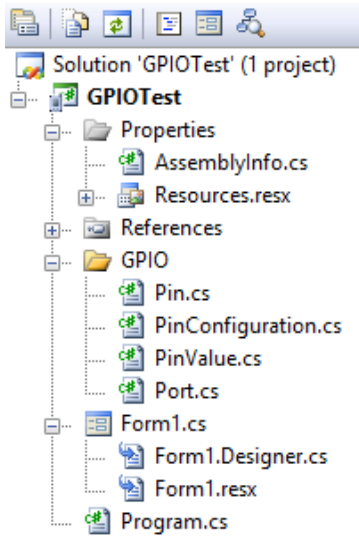 Solution 'GPIOTest' (1 project)
GPIOTest
Properties
AssemblyInfo.cs
Resources.resx
References
GPIO
Pin.cs
PinConfiguration.cs
PinValue.cs
Port.cs
Form1.cs
Form1.Designer.cs
Form1.resx
Program.cs